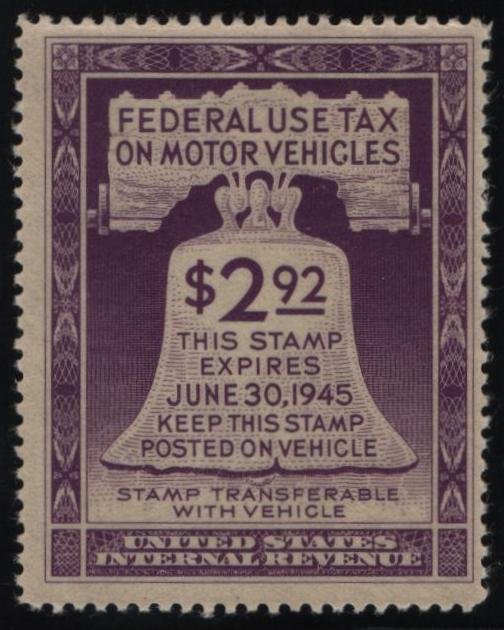 FEDERAL USE TAX
ON MOTOR VEHICLES
$2.92
THIS STAMP
EXPIRES
JUNE 30, 1945
KEEP THIS STAMP
POSTED ON VEHICLE
STAMP TRANSFERABLE
WITH VEHICLE
UNITED STATES
INTERNAL REVENUE